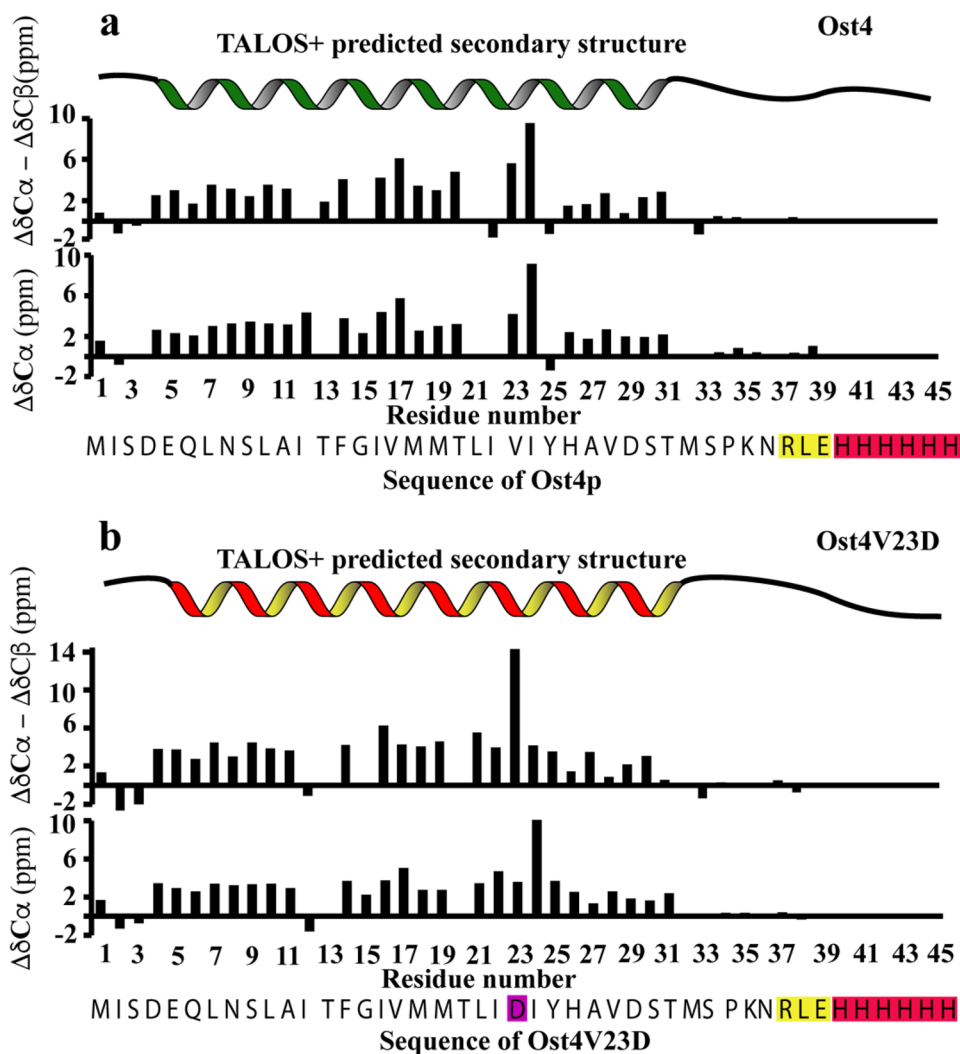 a
Ost4
TALOS+ predicted secondary structure
ΔδCα – ΔδCβ(ppm)
10
6
2
-2
ΔδCα (ppm)
10
6
2
-2
1 3 5 7 9 11 13 15 17 19 21 23 25 27 29 31 33 35 37 39 41 43 45
Residue number
MISDEQLNSLAI TFGIVMMTLI VIYHAVDSTMSPKNRLEHHHHHH
Sequence of Ost4p
b
Ost4V23D
TALOS+ predicted secondary structure
ΔδCα – ΔδCβ (ppm)
14
10
6
2
-2
ΔδCα (ppm)
10
6
2
-2
1 3 5 7 9 11 13 15 17 19 21 23 25 27 29 31 33 35 37 39 41 43 45
Residue number
MISDEQLNSLAI TFGIVMMTLIDIYHAVDSTMS PKNRLEHHHHHH
Sequence of Ost4V23D